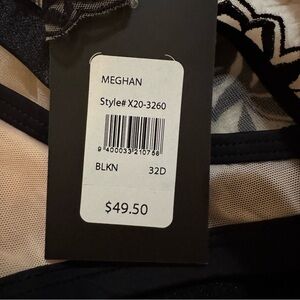 MEGHAN
Style# X20-3260
9 400033 210756
BLKN 32D
$49.50